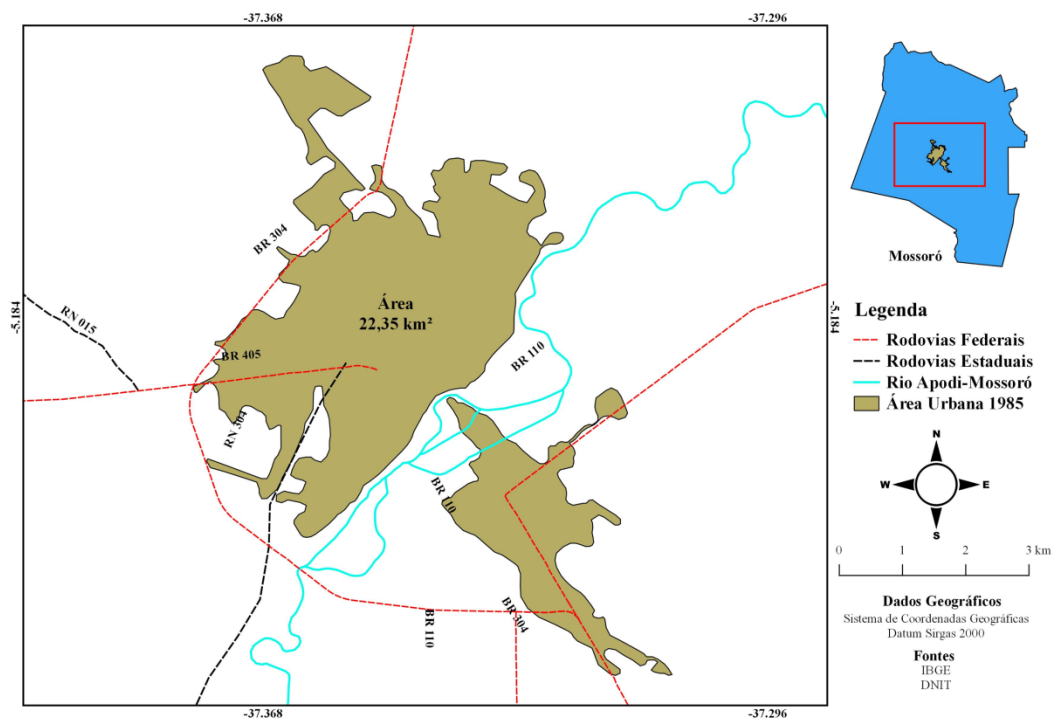 -37.368
-37.296
BR 304
-5.184
-5.184
RN 015
Área
22,35 km²
BR 405
BR 110
RN 304
BR 110
BR 304
BR 110
-37.368
-37.296
Mossoró
Legenda
Rodovias Federais
Rodovias Estaduais
Rio Apodi-Mossoró
Área Urbana 1985
N
W
E
S
0 1 2 3 km
Dados Geográficos
Sistema de Coordenadas Geográficas
Datum Sirgas 2000
Fontes
IBGE
DNIT